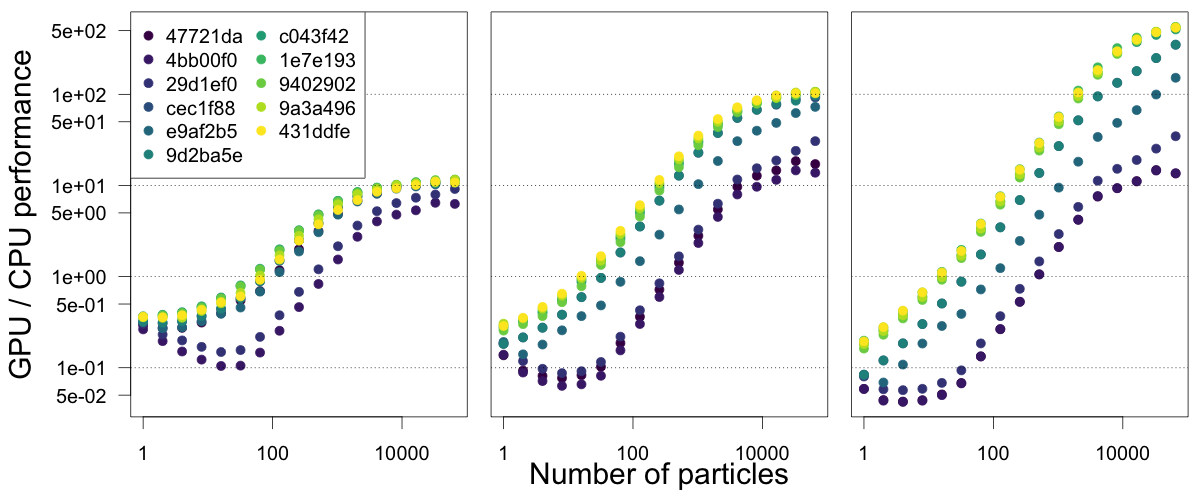 GPU / CPU performance
5e+02
1e+02
5e+01
1e+01
5e+00
1e+00
5e-01
1e-01
5e-02
47721da
4bb00f0
29d1ef0
cec1f88
e9af2b5
9d2ba5e
c043f42
1e7e193
9402902
9a3a496
431ddfe
1 100 10000
1 100 10000
1 100 10000
Number of particles